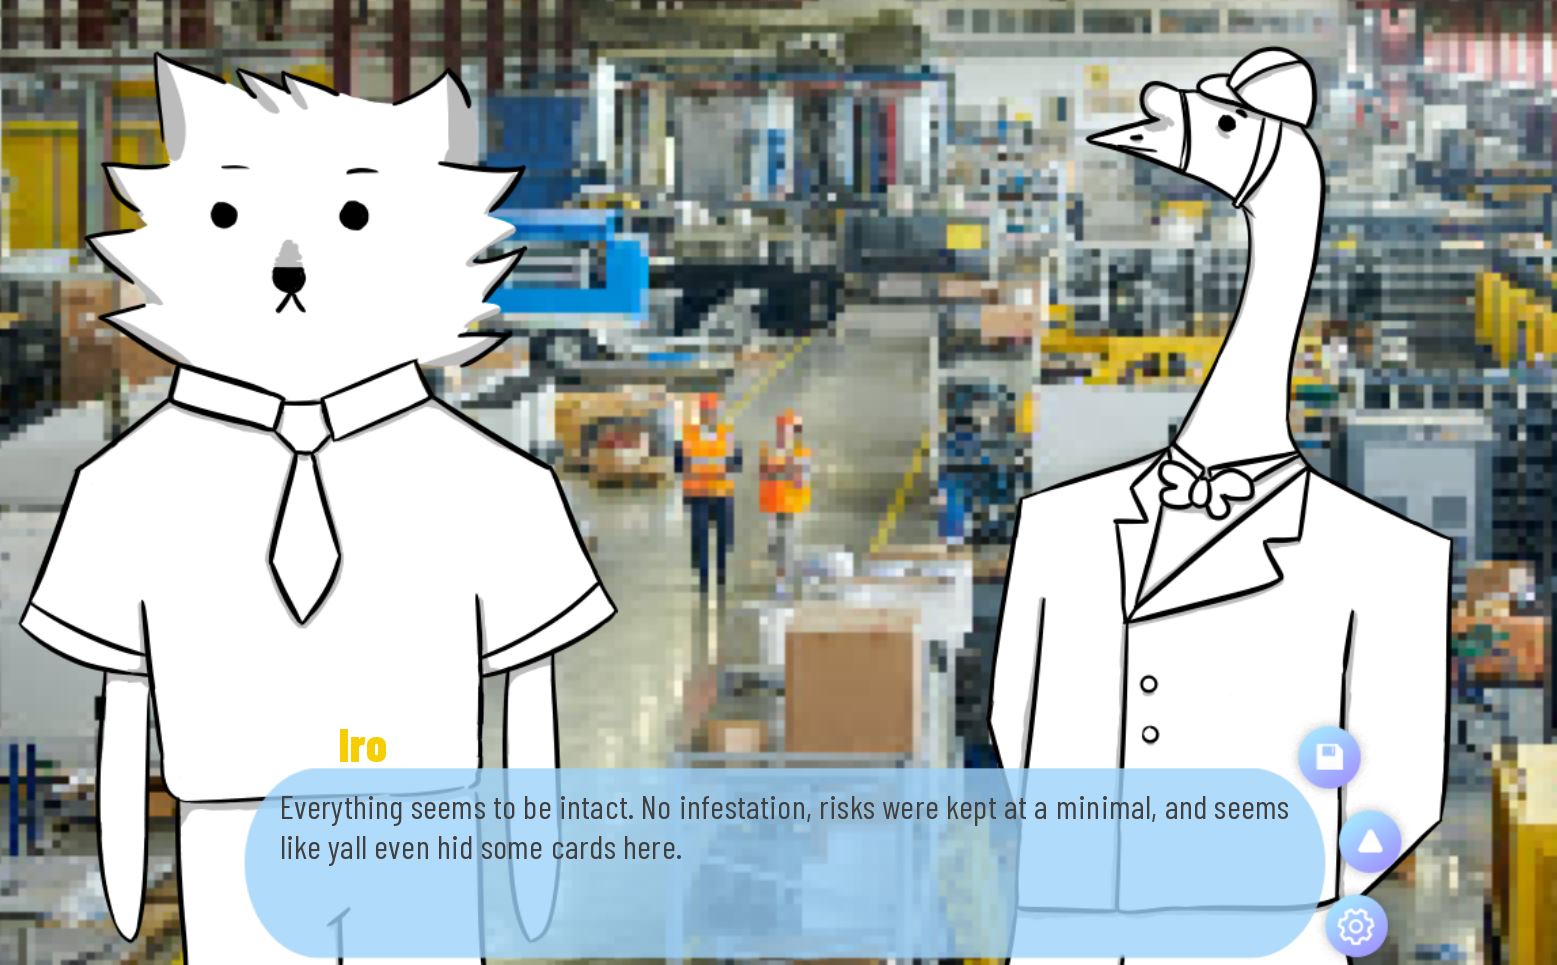 Iro
Everything seems to be intact. No infestation, risks were kept at a minimal, and seems
like yall even hid some cards here.